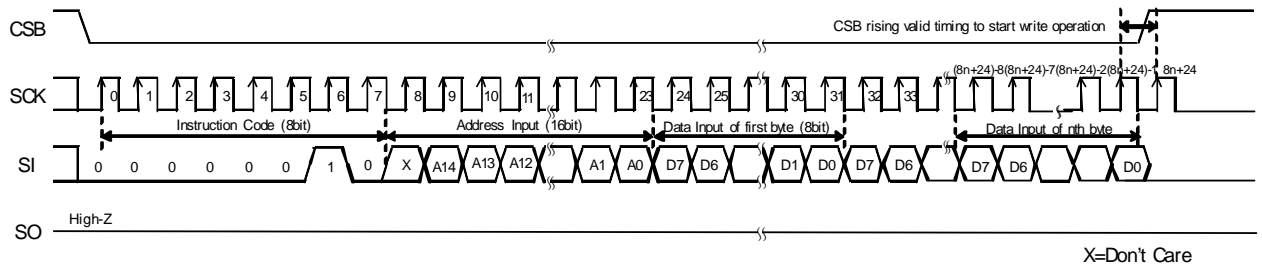 CSB
CSB rising valid timing to start write operation
SCK
0 1 2 3 4 5 6 7 8 9 10 11 23 24 25 30 31 32 33 (8n+24)-8 (8n+24)-7 (8n+24)-2 (8n+24)-1 8n+24
Instruction Code (8bit) Address Input (16bit) Data Input of first byte (8bit) Data Input of nth byte
SI
0 0 0 0 0 0 1 0 X A14 A13 A12 A1 A0 D7 D6 D1 D0 D7 D6 D7 D6 D0
High-Z
SO
X=Don't Care